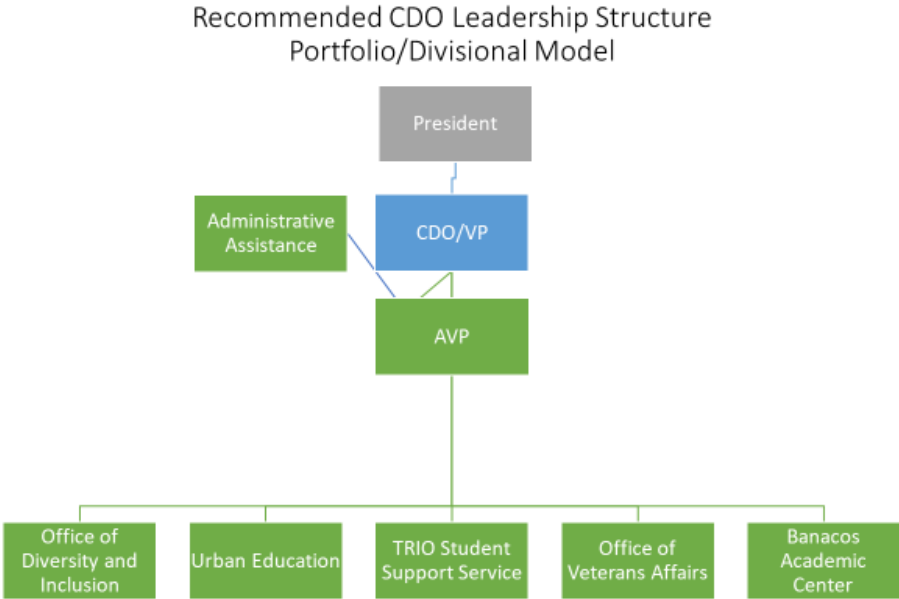 Recommended CDO Leadership Structure
Portfolio/Divisional Model
President
Administrative
Assistance
CDO/VP
AVP
Office of
Diversity and
Inclusion
Urban Education
TRIO Student
Support Service
Office of
Veterans Affairs
Banacos
Academic
Center